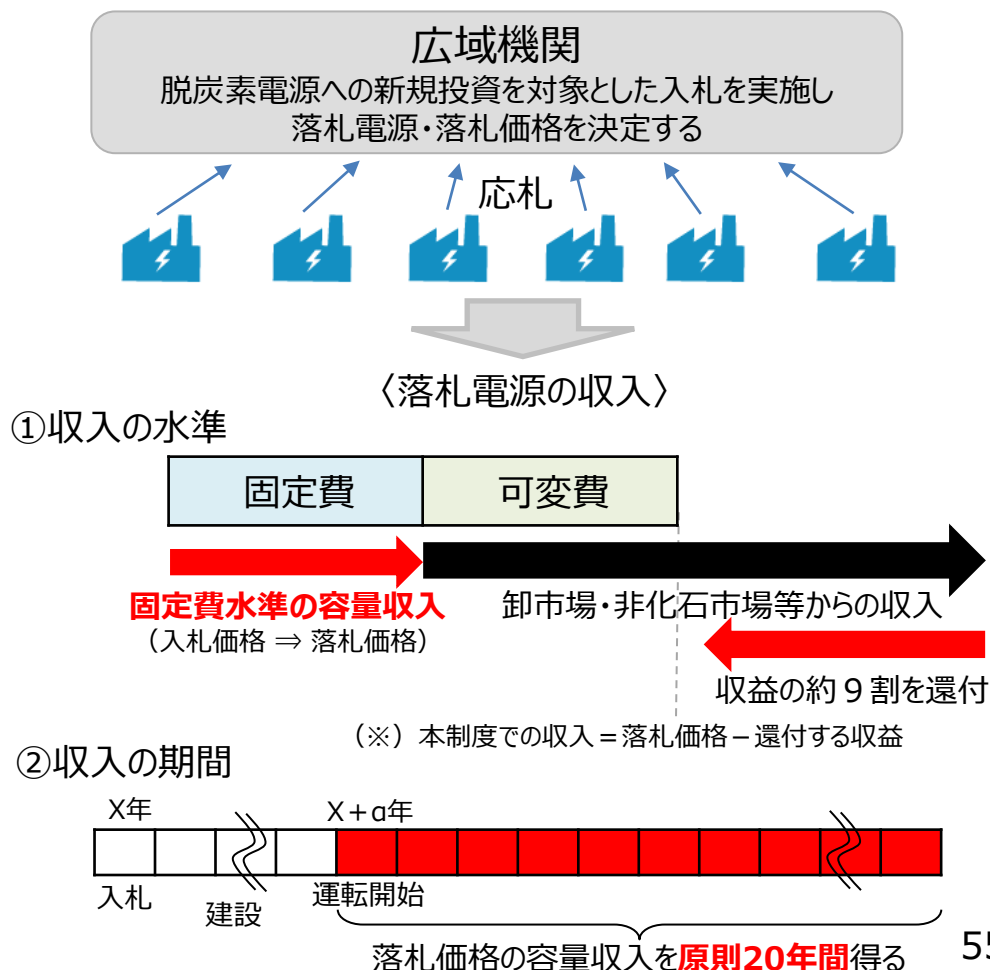 広域機関
脱炭素電源への新規投資を対象とした入札を実施し
落札電源・落札価格を決定する
応札
〈落札電源の収入〉
①収入の水準
固定費
可変費
固定費水準の容量収入
（入札価格 ⇒ 落札価格）
卸市場・非化石市場等からの収入
収益の約９割を還付
（※）本制度での収入＝落札価格－還付する収益
②収入の期間
X年
X＋α年
入札
建設
運転開始
落札価格の容量収入を原則20年間得る
55